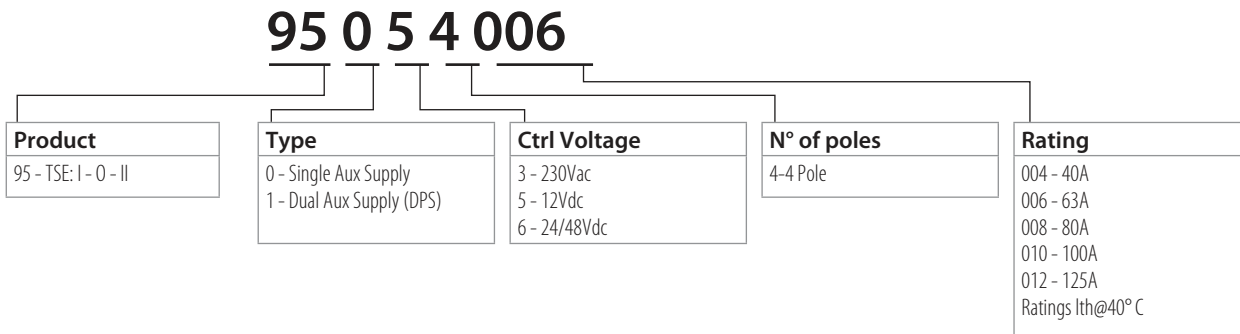 95 0 5 4 006
Product
95 - TSE: I - 0 - II
Type
0 - Single Aux Supply
1 - Dual Aux Supply (DPS)
Ctrl Voltage
3 - 230Vac
5 - 12Vdc
6 - 24/48Vdc
N° of poles
4-4 Pole
Rating
004 - 40A
006 - 63A
008 - 80A
010 - 100A
012 - 125A
Ratings Ith@40° C